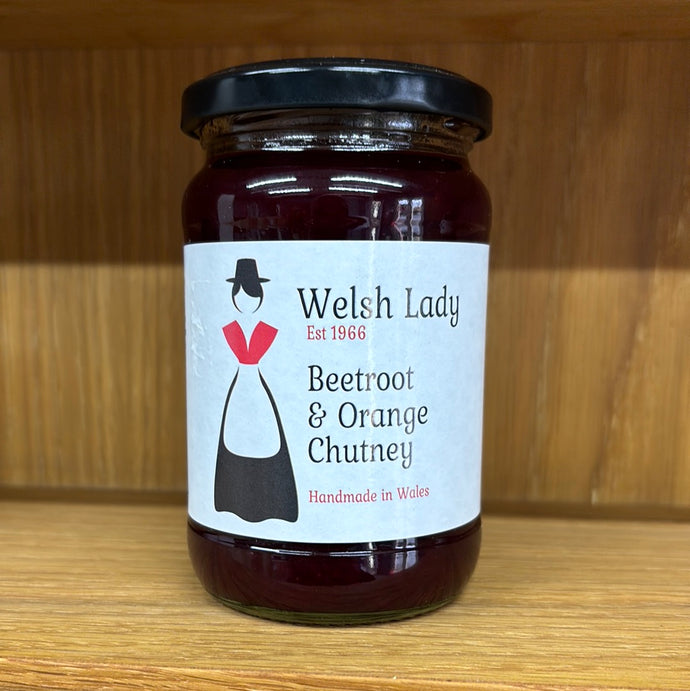 Welsh Lady
Est 1966
Beetroot
& Orange
Chutney
Handmade in Wales